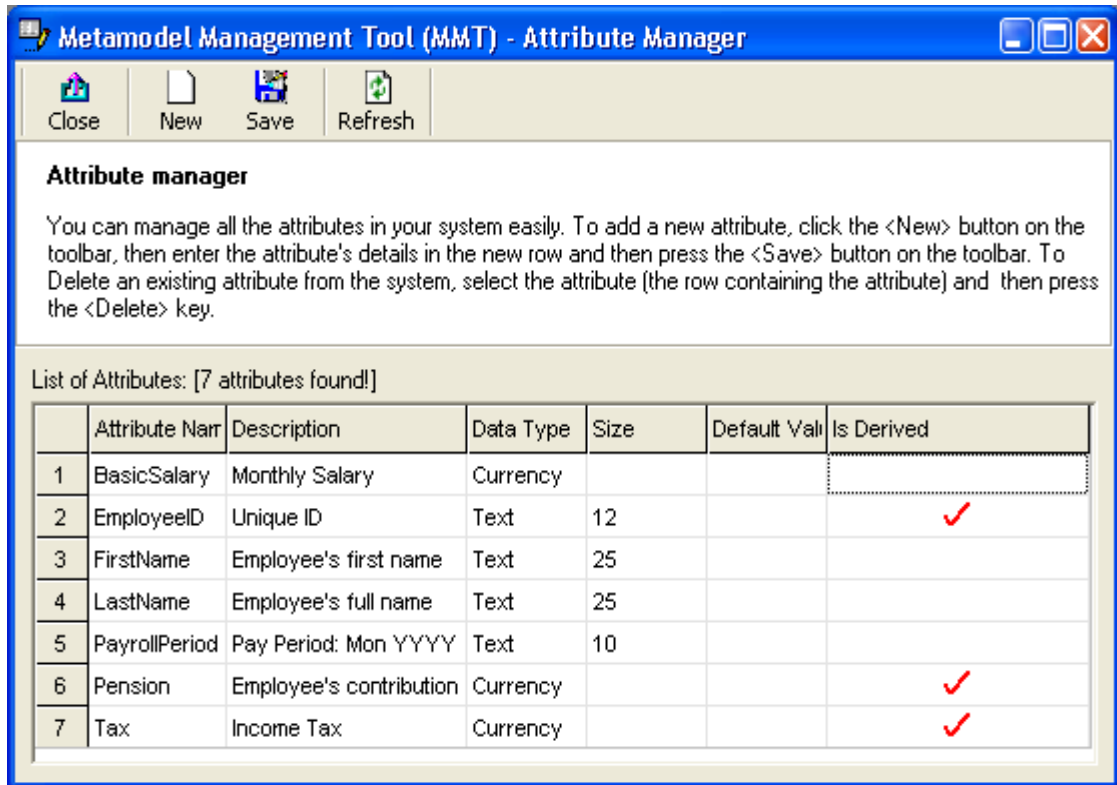 Metamodel Management Tool (MMT) - Attribute Manager
Close New Save Refresh
Attribute manager
You can manage all the attributes in your system easily. To add a new attribute, click the <New> button on the
toolbar, then enter the attribute's details in the new row and then press the <Save> button on the toolbar. To
Delete an existing attribute from the system, select the attribute (the row containing the attribute) and then press
the <Delete> key.
List of Attributes: [7 attributes found!]
Attribute Nam Description Data Type Size Default Valu Is Derived
1 BasicSalary Monthly Salary Currency
2 EmployeeID Unique ID Text 12
3 FirstName Employee's first name Text 25
4 LastName Employee's full name Text 25
5 PayrollPeriod Pay Period: Mon YYYY Text 10
6 Pension Employee's contribution Currency
7 Tax Income Tax Currency